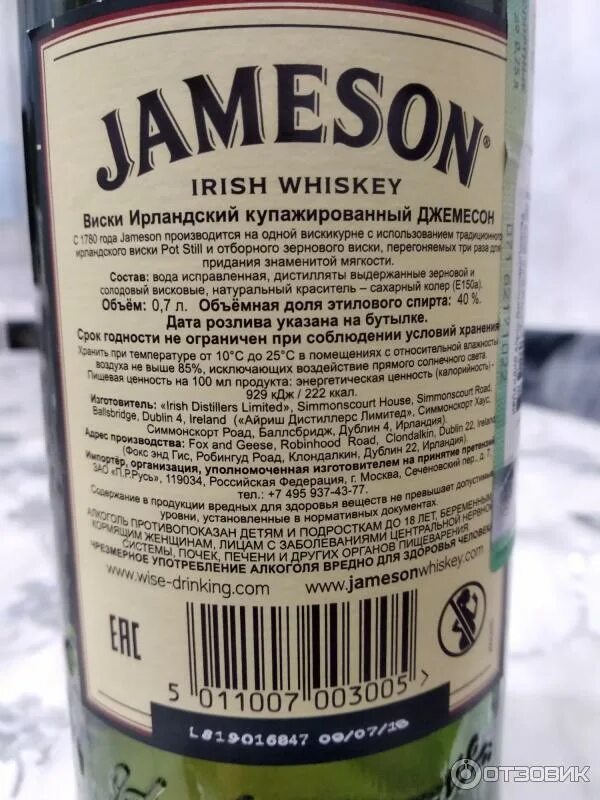 JAMESON®
IRISH WHISKEY
Виски Ирландский купажированный ДЖЕМЕСОН
С 1780 года Jameson производится на одной вискикурне с использованием традиционного
ирландского виски Pot Still и отборного зернового виски, перегоняемых три раза для
придания знаменитой мягкости.
Состав: вода исправленная, дистилляты выдержанные зерновой и
солодовый висковые, натуральный краситель – сахарный колер (Е150а).
Объём: 0,7 л. Объёмная доля этилового спирта: 40 %.
Дата розлива указана на бутылке.
Срок годности не ограничен при соблюдении условий хранения
Хранить при температуре от 10°С до 25°С в помещениях с относительной влажностью
воздуха не выше 85%, исключающих воздействие прямого солнечного света.
Пищевая ценность на 100 мл продукта: энергетическая ценность (калорийность) -
929 кДж / 222 ккал.
Изготовитель: «Irish Distillers Limited», Simmonscourt House, Simmonscourt Road,
Ballsbridge, Dublin 4, Ireland («Айриш Дистиллерс Лимитед», Симмонскорт Хаус,
Симмонскорт Роад, Баллсбридж, Дублин 4, Ирландия).
Адрес производства: Fox and Geese, Robinhood Road, Clondalkin, Dublin 22, Ireland
(Фокс энд Гис, Робингуд Роад, Клондалкин, Дублин 22, Ирландия).
Импортёр, организация, уполномоченная изготовителем на принятие претензий
ЗАО «П.Р.Русь», 119034, Российская Федерация, г. Москва, Сеченовский пер., д. 7,
тел.: +7 495 937-43-77.
Содержание в продукции вредных для здоровья веществ не превышает допустимые
уровни, установленные в нормативных документах.
АЛКОГОЛЬ ПРОТИВОПОКАЗАН ДЕТЯМ И ПОДРОСТКАМ ДО 18 ЛЕТ, БЕРЕМЕННЫМ
КОРМЯЩИМ ЖЕНЩИНАМ, ЛИЦАМ С ЗАБОЛЕВАНИЯМИ ЦЕНТРАЛЬНОЙ НЕРВНОЙ
СИСТЕМЫ, ПОЧЕК, ПЕЧЕНИ И ДРУГИХ ОРГАНОВ ПИЩЕВАРЕНИЯ.
ЧРЕЗМЕРНОЕ УПОТРЕБЛЕНИЕ АЛКОГОЛЯ ВРЕДНО ДЛЯ ЗДОРОВЬЯ ЧЕЛОВЕКА
www.wise-drinking.com www.jamesonwhiskey.com
EAC
5 011007 003005 >
L819016847 09/07/18
ОТЗОВИК